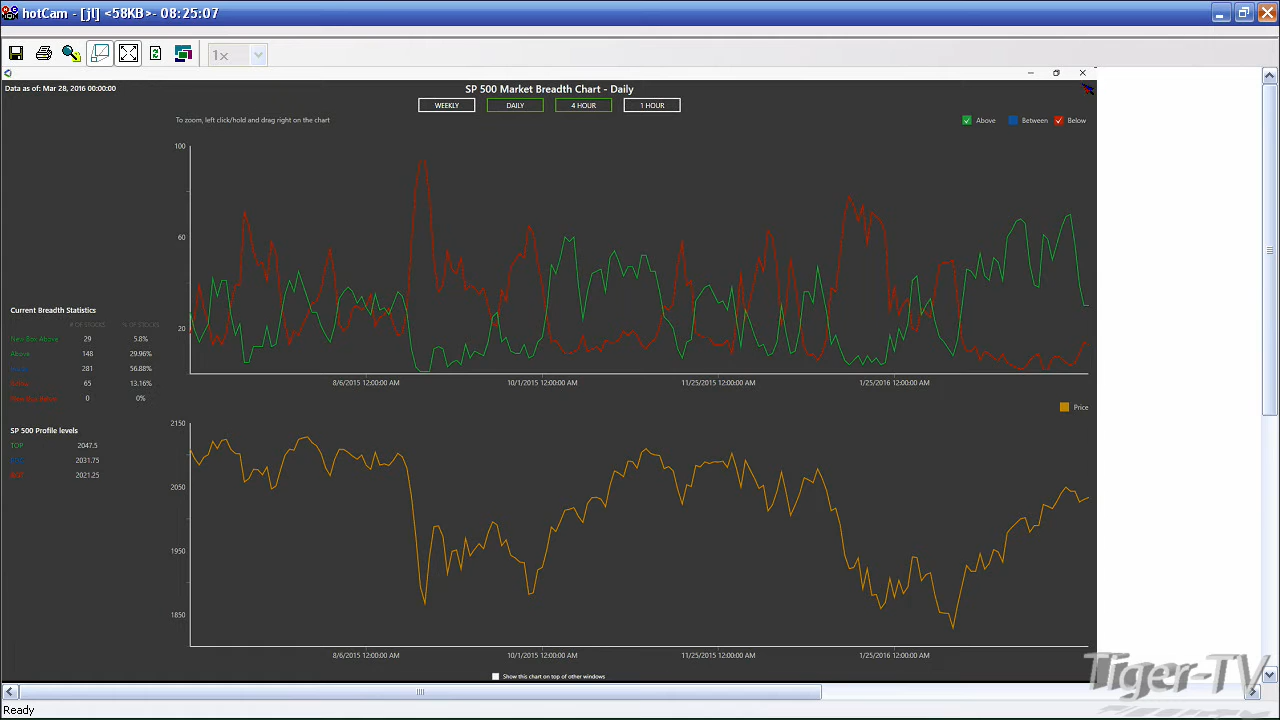 hotCam - [jl] <58KB>- 08:25:07
1x
Data as of: Mar 28, 2016 00:00:00
SP 500 Market Breadth Chart - Daily
WEEKLY DAILY 4 HOUR 1 HOUR
To zoom, left click/hold and drag right on the chart
Above Between Below
100
60
20
8/6/2015 12:00:00 AM 10/1/2015 12:00:00 AM 11/25/2015 12:00:00 AM 1/25/2016 12:00:00 AM
Current Breadth Statistics
# OF STOCKS % OF STOCKS
New Box Above 29 5.8%
Above 148 29.96%
281 56.88%
Below 65 13.16%
New Box Below 0 0%
SP 500 Profile levels
TOP 2047.5
2031.75
BOT 2021.25
Price
2150
2050
1950
1850
8/6/2015 12:00:00 AM 10/1/2015 12:00:00 AM 11/25/2015 12:00:00 AM 1/25/2016 12:00:00 AM
Show this chart on top of other windows
Tiger-TV
Ready